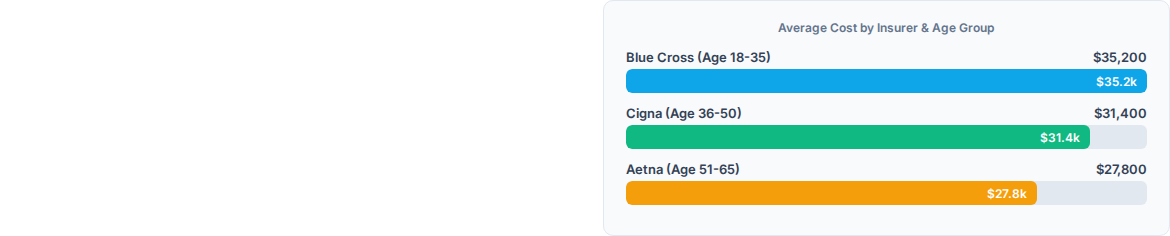 Average Cost by Insurer & Age Group
Blue Cross (Age 18-35) $35,200
$35.2k
Cigna (Age 36-50) $31,400
$31.4k
Aetna (Age 51-65) $27,800
$27.8k